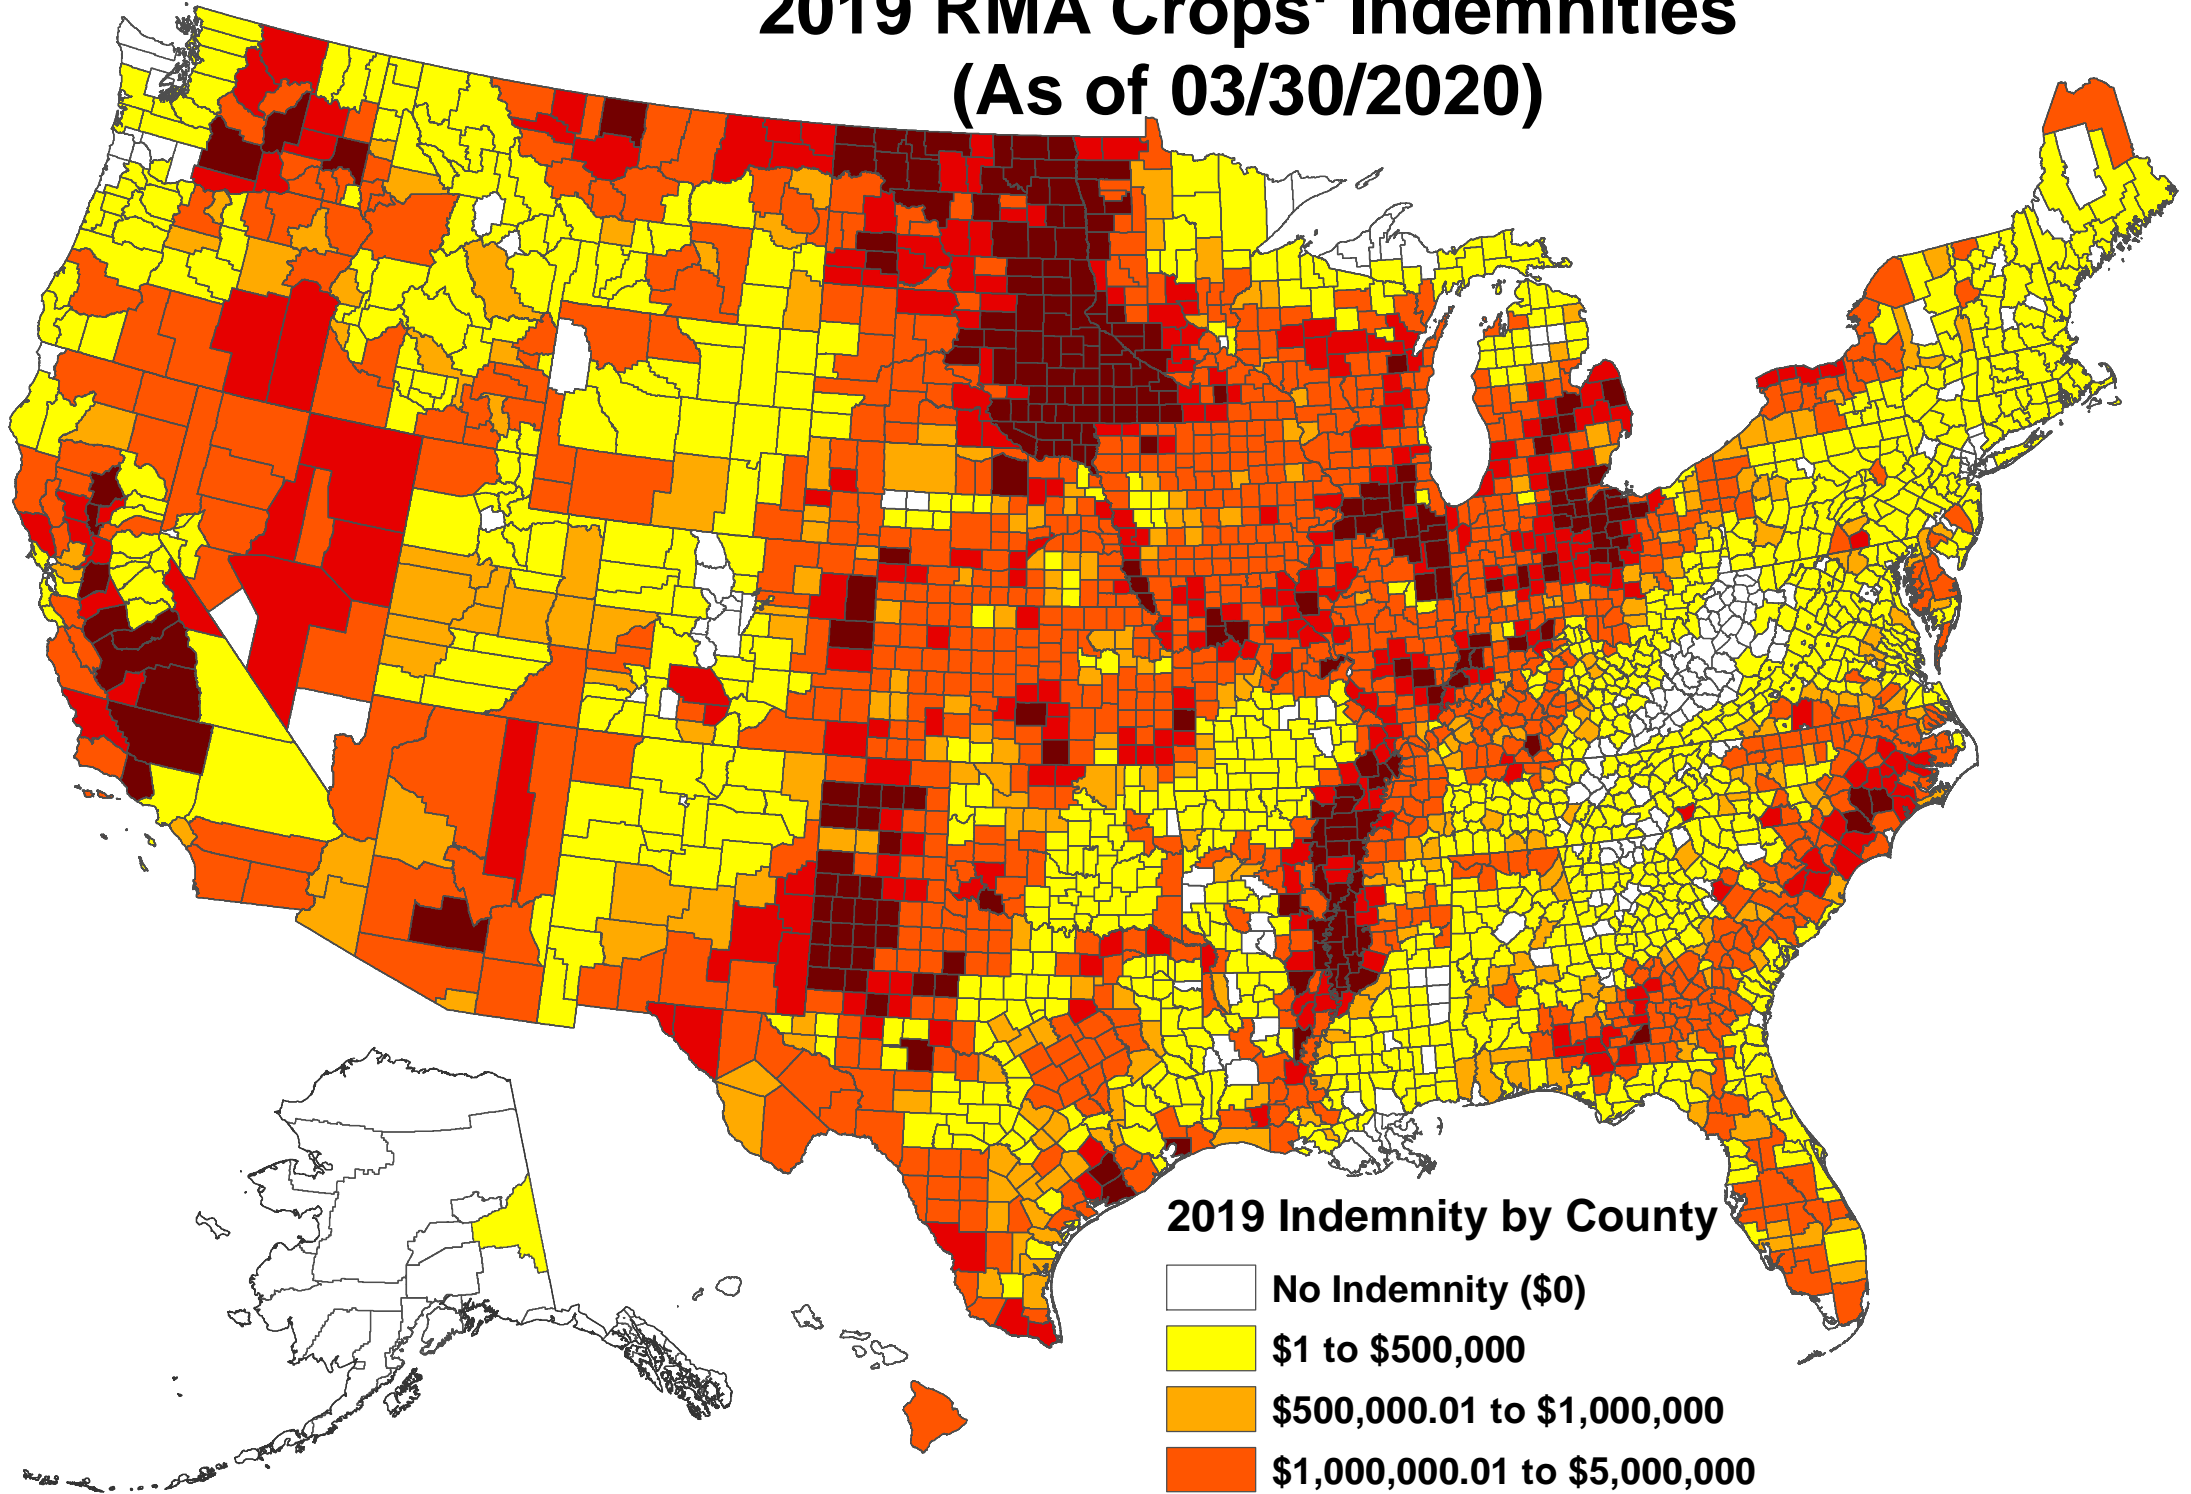 2019 RMA Crops' Indemnities
(As of 03/30/2020)
2019 Indemnity by County
No Indemnity ($0)
$1 to $500,000
$500,000.01 to $1,000,000
$1,000,000.01 to $5,000,000